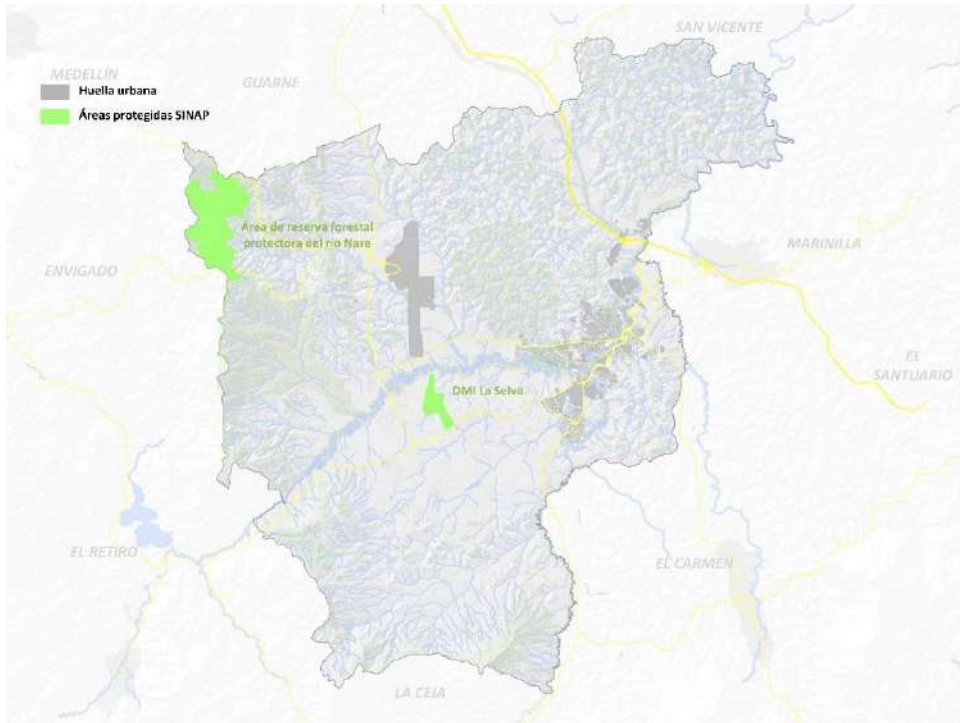 SAN VICENTE
MEDELLÍN
GUARNE
Huella urbana
Áreas protegidas SINAP
Área de reserva forestal
protectora del río Nare
MARINILLA
ENVIGADO
EL
SANTUARIO
DMI La Selva
EL RETIRO
EL CARMEN
LA CEJA